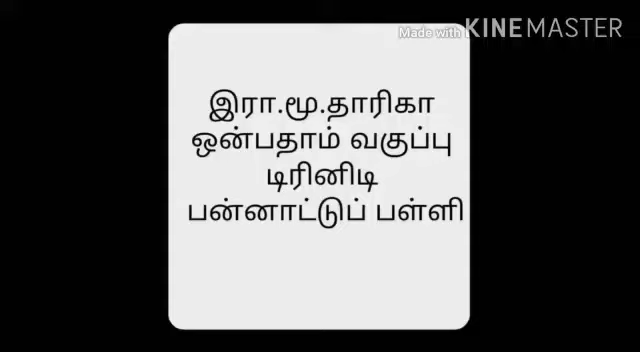 Made with KINEMASTER
இரா.மூ.தாரிகா
ஒன்பதாம் வகுப்பு
டிரினிடி
பன்னாட்டுப் பள்ளி